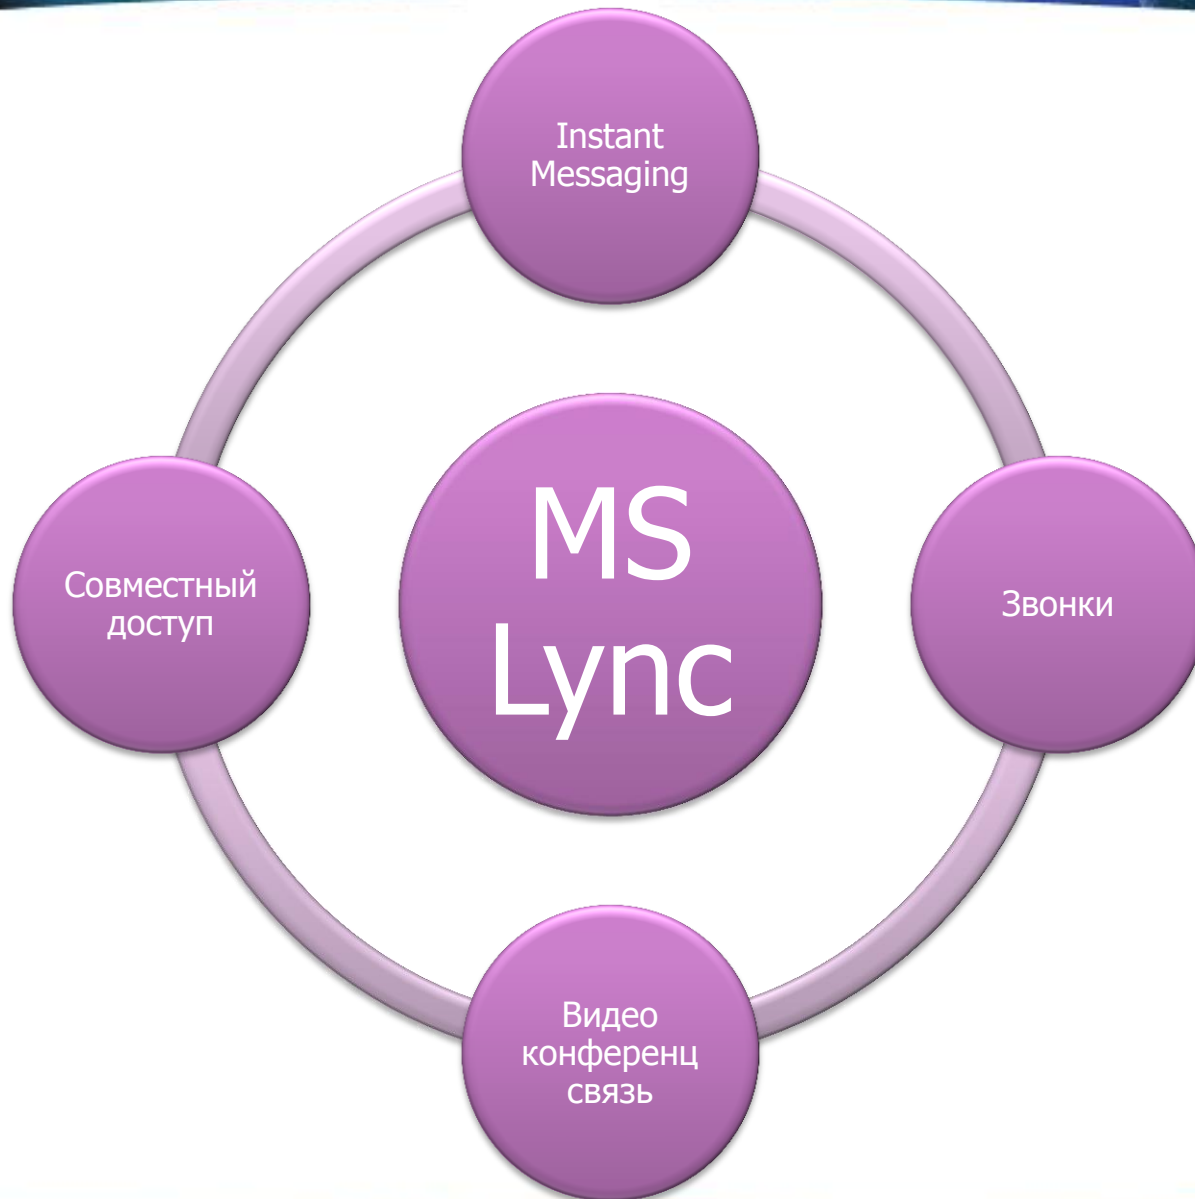 Instant
Messaging
MS
Lync
Совместный
доступ
Звонки
Видео
конференц
связь